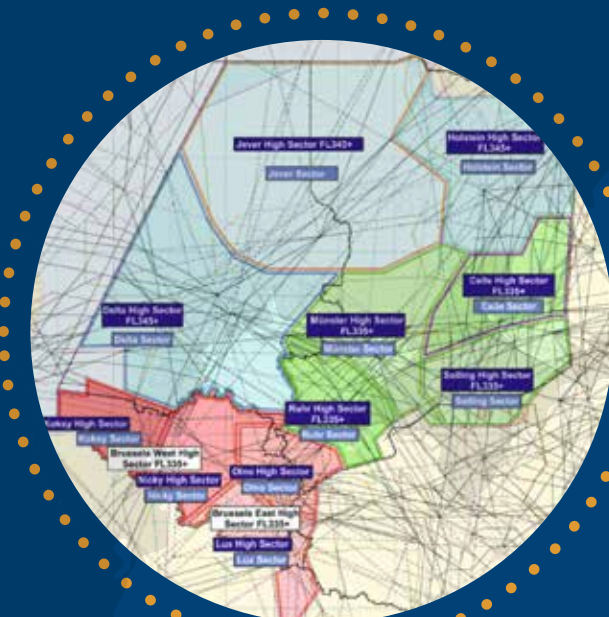 Jever High Sector FL345+
Jever Sector
Holstein High Sector
FL345+
Holstein Sector
Celle High Sector
FL335+
Celle Sector
Delta High Sector
FL345+
Delta Sector
Münster High Sector
FL335+
Münster Sector
Solling High Sector
FL335+
Solling Sector
Ruhr High Sector
FL335+
Ruhr Sector
Koksy High Sector
Koksy Sector
Brussels West High
Sector FL335+
Nicky High Sector
Nicky Sector
Olno High Sector
Olno Sector
Brussels East High
Sector FL335+
Lux High Sector
Lux Sector